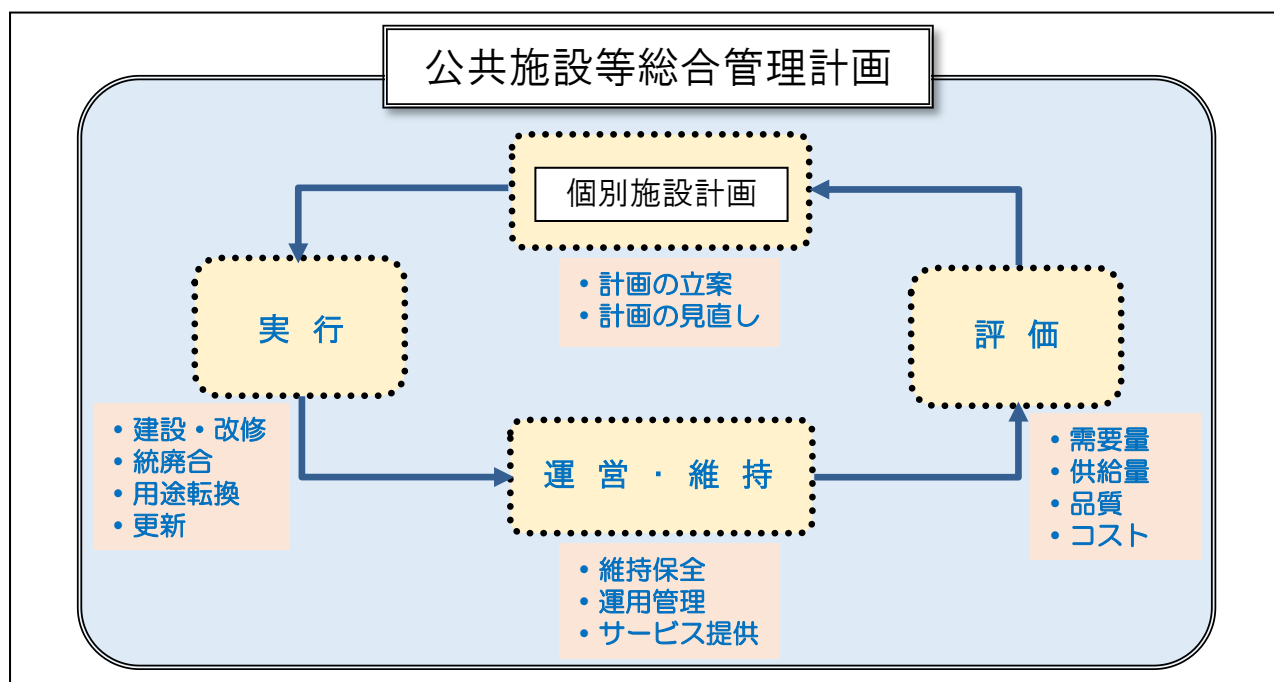 公共施設等総合管理計画
個別施設計画
・計画の立案
・計画の見直し
実 行
・建設・改修
・統廃合
・用途転換
・更新
運 営 ・ 維 持
・維持保全
・運用管理
・サービス提供
評 価
・需要量
・供給量
・品質
・コスト